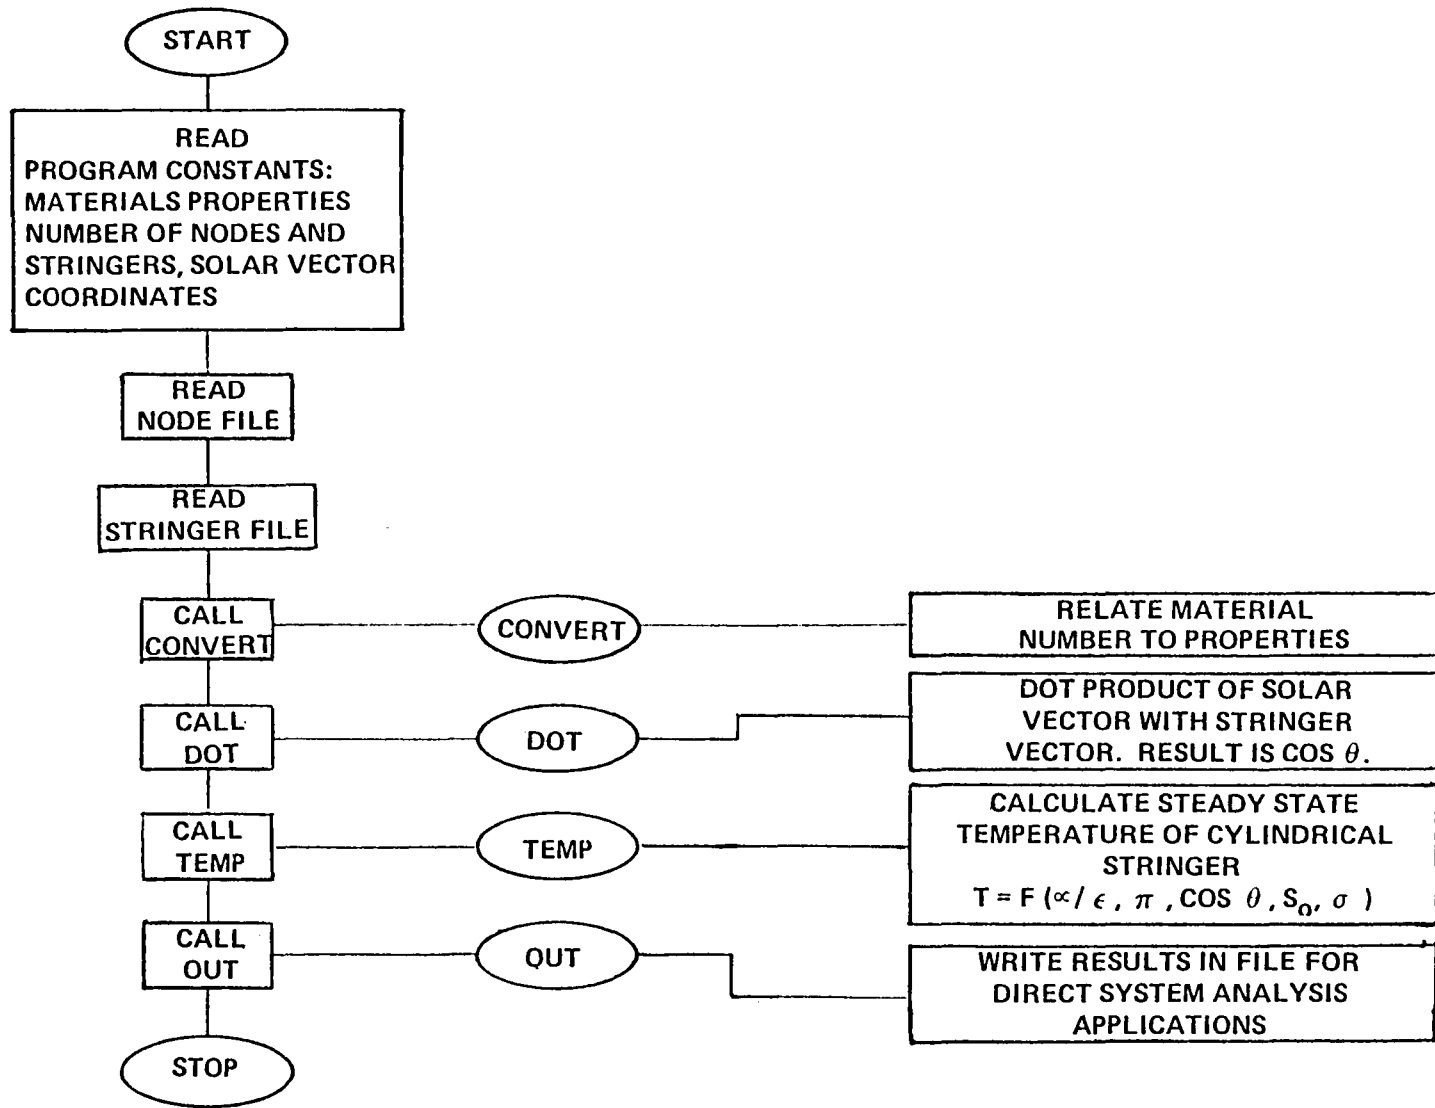 START
READ
PROGRAM CONSTANTS:
MATERIALS PROPERTIES
NUMBER OF NODES AND
STRINGERS, SOLAR VECTOR
COORDINATES
READ
NODE FILE
READ
STRINGER FILE
CALL
CONVERT
CONVERT
RELATE MATERIAL
NUMBER TO PROPERTIES
CALL
DOT
DOT
DOT PRODUCT OF SOLAR
VECTOR WITH STRINGER
VECTOR. RESULT IS COS θ.
CALL
TEMP
TEMP
CALCULATE STEADY STATE
TEMPERATURE OF CYLINDRICAL
STRINGER
T = F (∝/ ϵ, π, COS θ, S₀, σ )
CALL
OUT
OUT
WRITE RESULTS IN FILE FOR
DIRECT SYSTEM ANALYSIS
APPLICATIONS
STOP